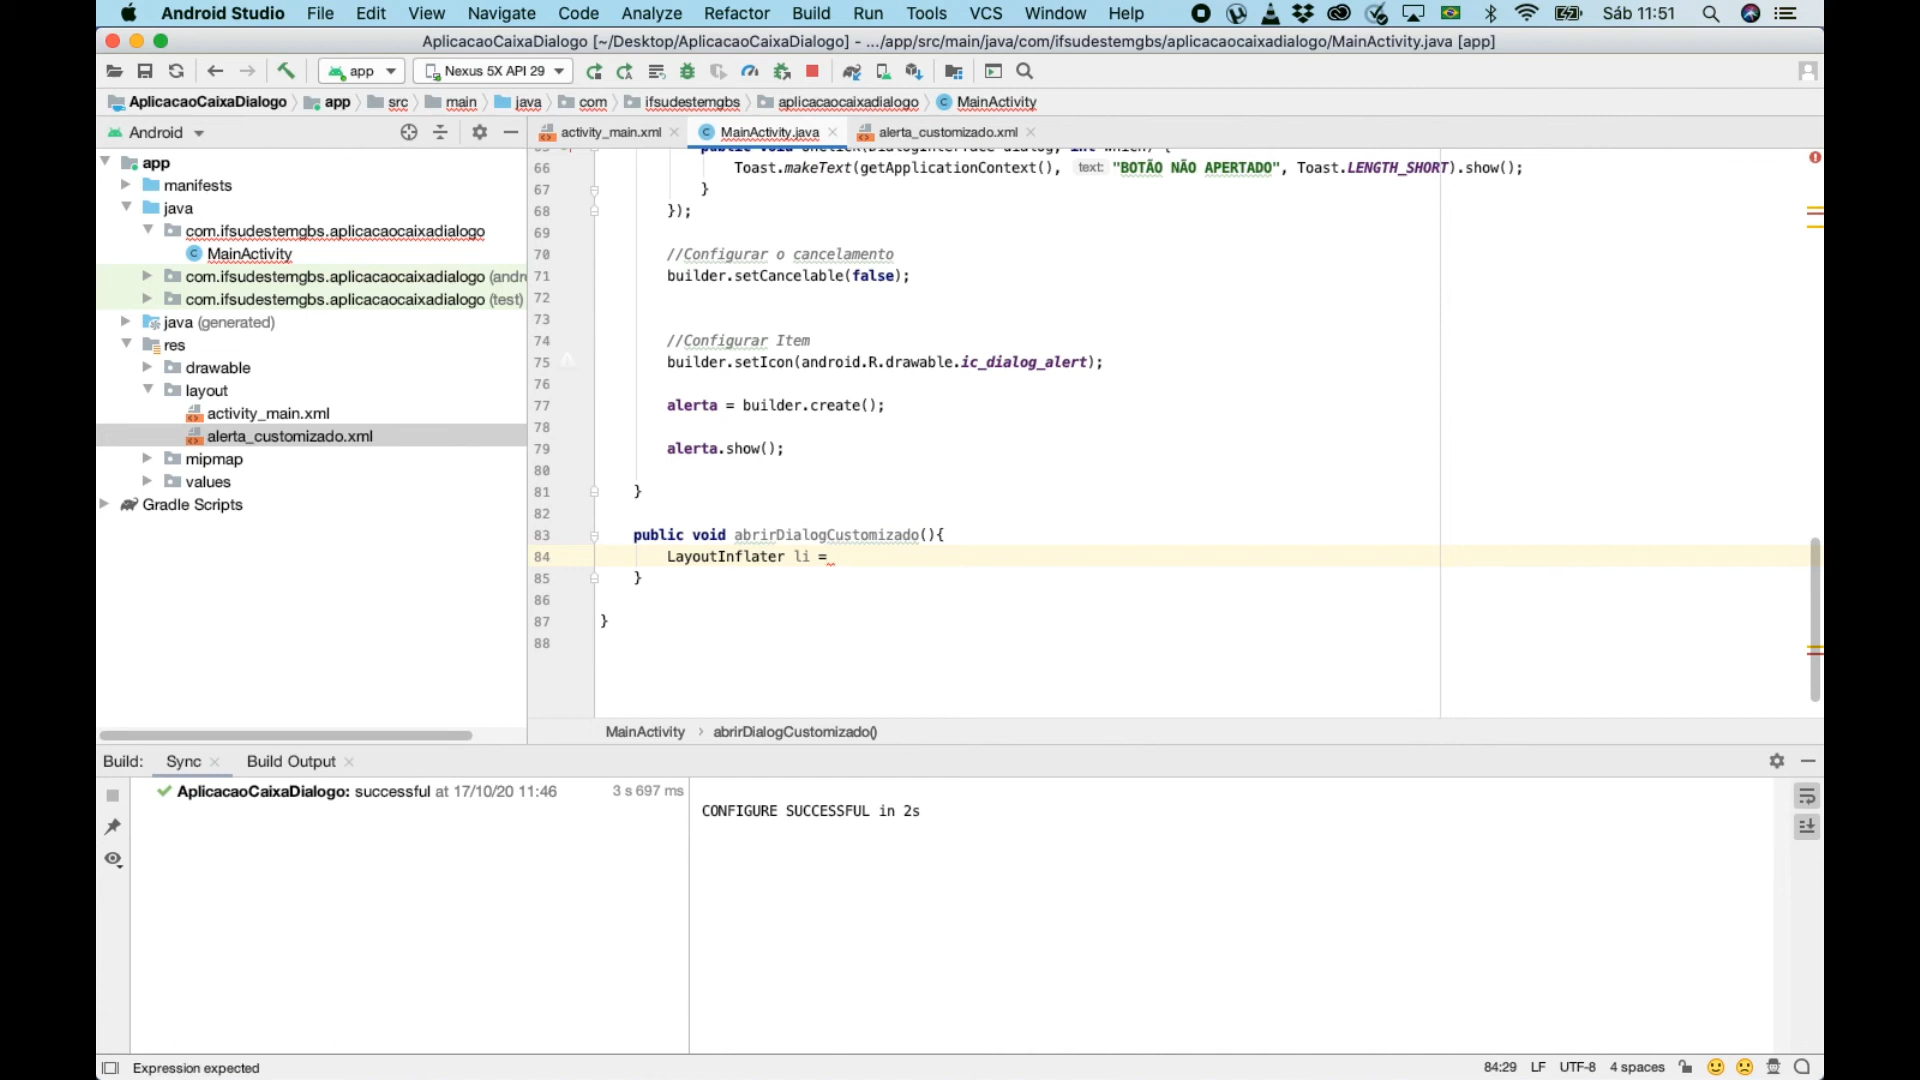 Android Studio File Edit View Navigate Code Analyze Refactor Build Run Tools VCS Window Help Sáb 11:51
AplicacaoCaixaDialogo [~/Desktop/AplicacaoCaixaDialogo] - .../app/src/main/java/com/ifsudestemgbs/aplicacaocaixadialogo/MainActivity.java [app]
app Nexus 5X API 29
AplicacaoCaixaDialogo app src main java com ifsudestemgbs aplicacaocaixadialogo MainActivity
Android activity_main.xml MainActivity.java alerta_customizado.xml
app
manifests
java
com.ifsudestemgbs.aplicacaocaixadialogo
MainActivity
com.ifsudestemgbs.aplicacaocaixadialogo (andr
com.ifsudestemgbs.aplicacaocaixadialogo (test)
java (generated)
res
drawable
layout
activity_main.xml
alerta_customizado.xml
mipmap
values
Gradle Scripts
65 public void onClick(DialogInterface dialog, int which) {
66 Toast.makeText(getApplicationContext(), text: "BOTÃO NÃO APERTADO", Toast.LENGTH_SHORT).show();
67 }
68 });
69
70 //Configurar o cancelamento
71 builder.setCancelable(false);
72
73
74 //Configurar Item
75 builder.setIcon(android.R.drawable.ic_dialog_alert);
76
77 alerta = builder.create();
78
79 alerta.show();
80
81 }
82
83 public void abrirDialogCustomizado(){
84 LayoutInflater li =
85 }
86
87 }
88
MainActivity abrirDialogCustomizado()
Build: Sync Build Output
AplicacaoCaixaDialogo: successful at 17/10/20 11:46 3 s 697 ms
CONFIGURE SUCCESSFUL in 2s
Expression expected 84:29 LF UTF-8 4 spaces